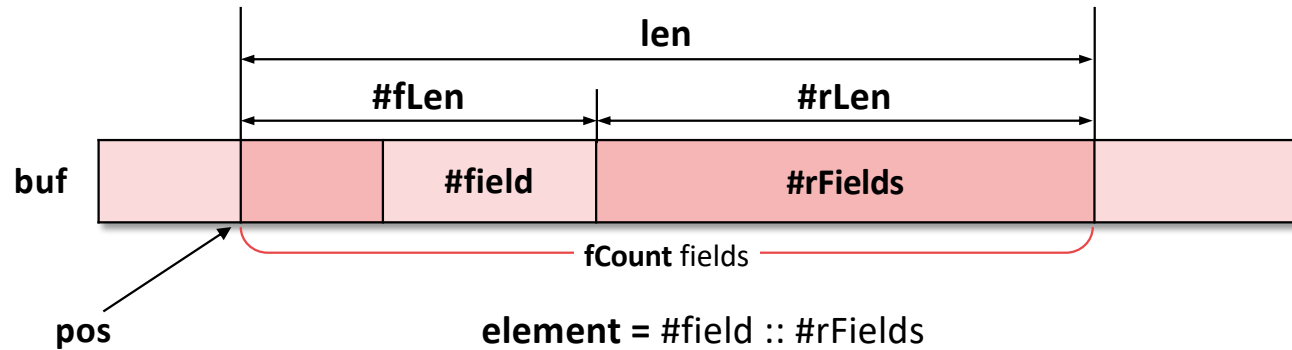 len
#fLen #rLen
buf #field #rFields
fCount fields
pos element = #field :: #rFields